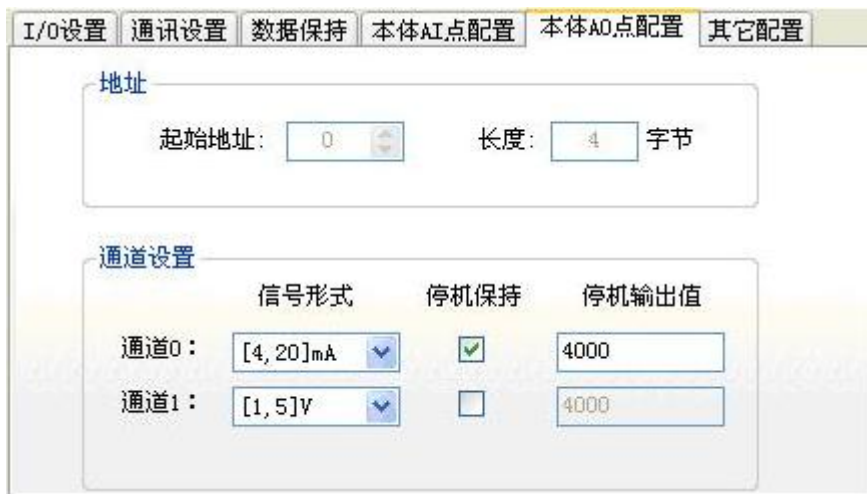 I/O设置 通讯设置 数据保持 本体AI点配置 本体AO点配置 其它配置
地址
起始地址: 0 长度: 4 字节
通道设置
信号形式 停机保持 停机输出值
通道0: [4,20]mA 4000
通道1: [1,5]V 4000